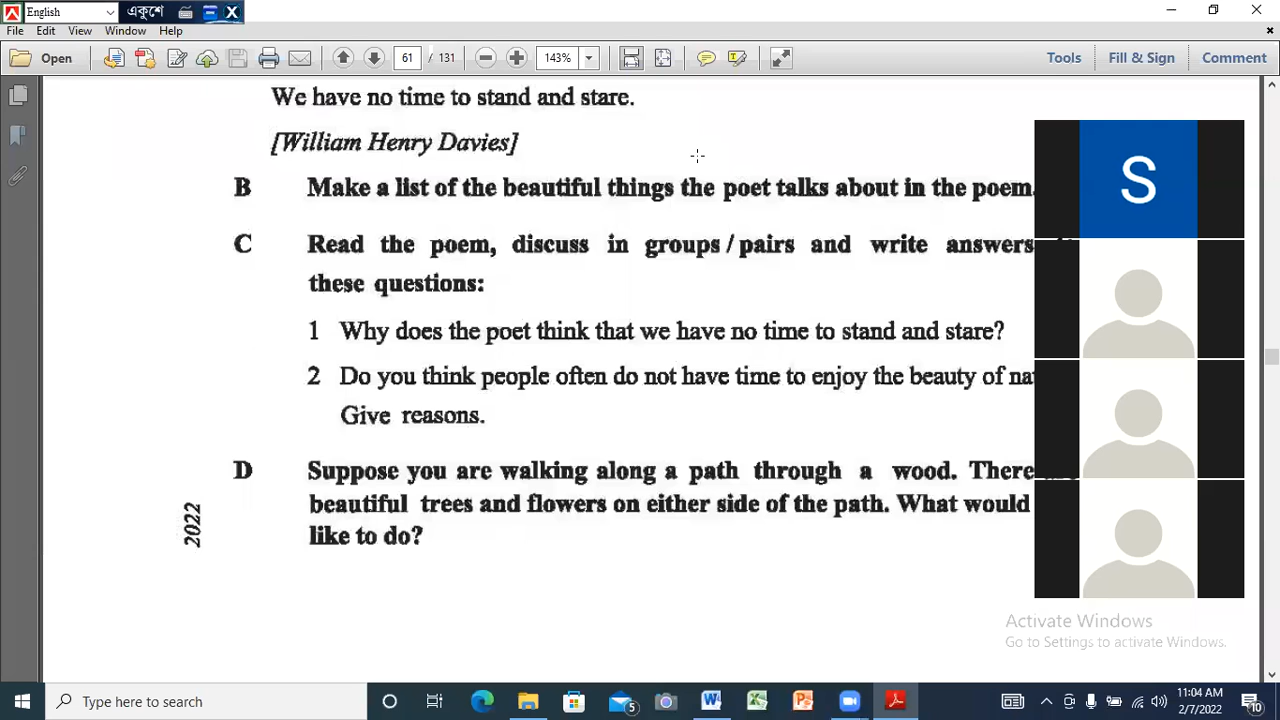 English একুশে
File Edit View Window Help
Open 61 / 131 143% Tools Fill & Sign Comment
We have no time to stand and stare.
[William Henry Davies]
B Make a list of the beautiful things the poet talks about in the poem.
C Read the poem, discuss in groups / pairs and write answers
these questions:
1 Why does the poet think that we have no time to stand and stare?
2 Do you think people often do not have time to enjoy the beauty of na
Give reasons.
D Suppose you are walking along a path through a wood. There
beautiful trees and flowers on either side of the path. What would
like to do?
2022
S
Activate Windows
Go to Settings to activate Windows.
Type here to search 5 11:04 AM
2/7/2022 10